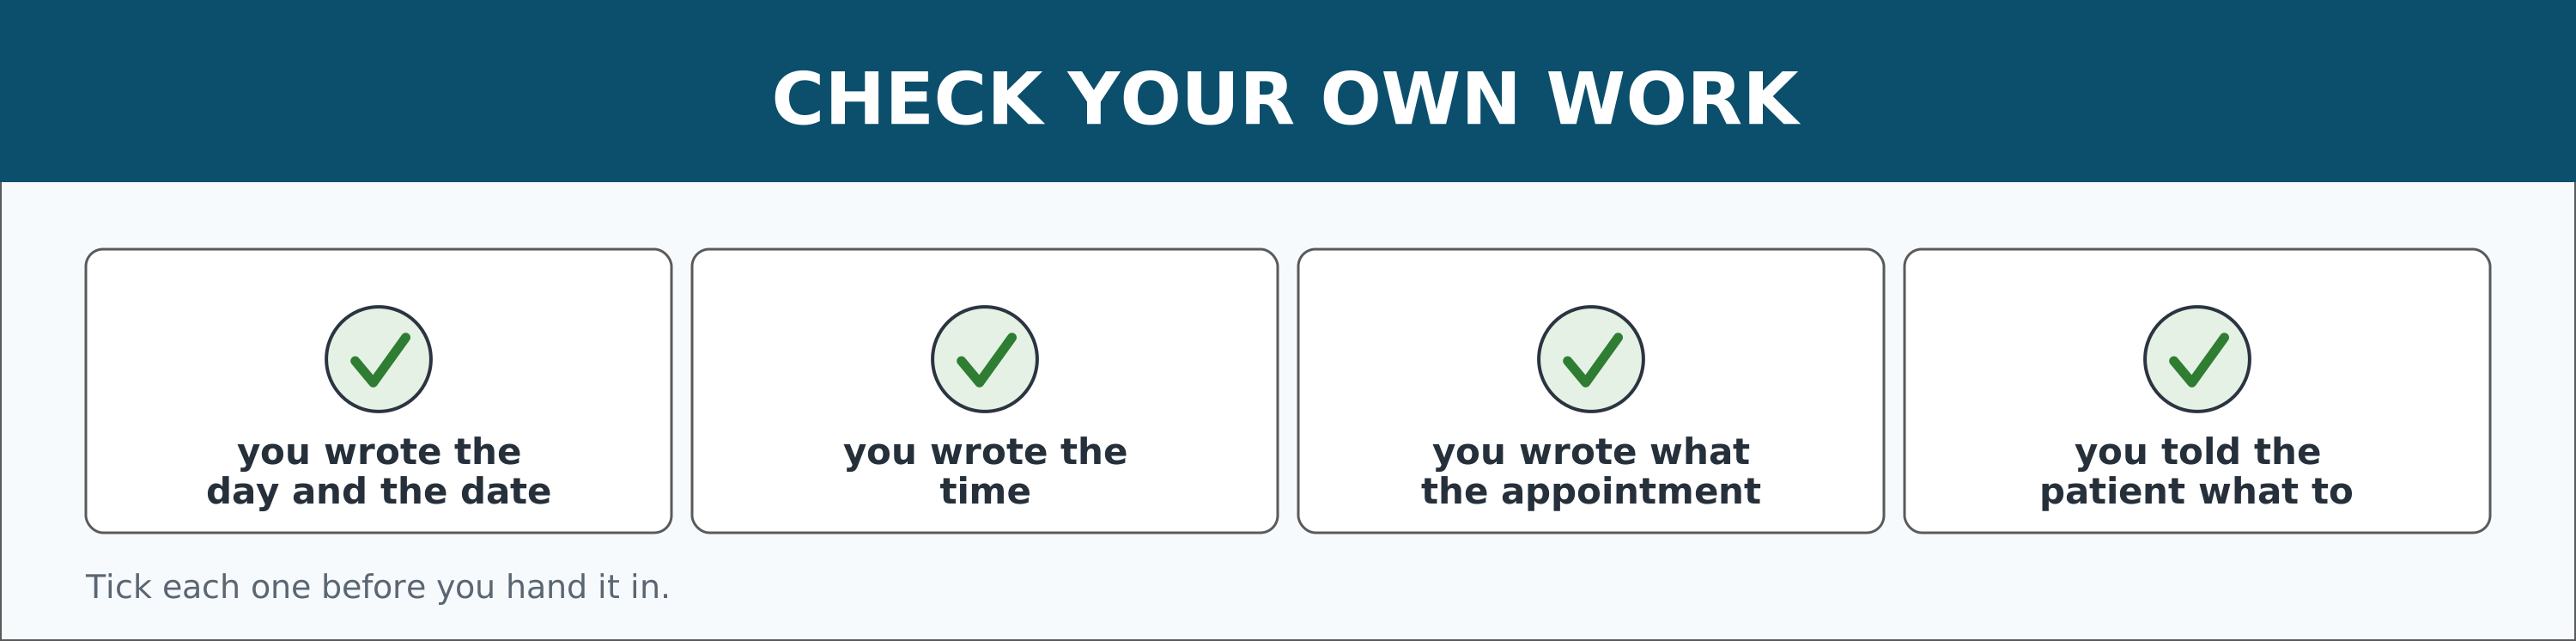 CHECK YOUR OWN WORK
you wrote the
day and the date
you wrote the
time
you wrote what
the appointment
you told the
patient what to
Tick each one before you hand it in.